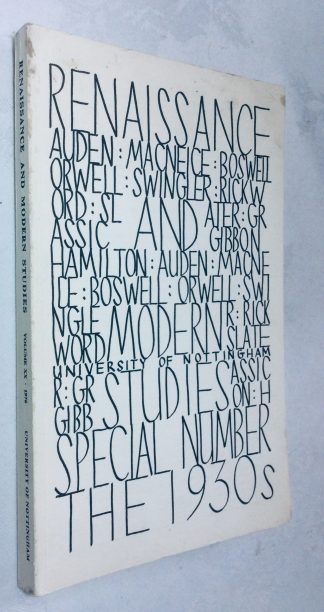 RENAISSANCE AND MODERN STUDIES VOLUME XX : 1976 UNIVERSITY OF NOTTINGHAM
RENAISSANCE
AUDEN : MACNEICE : BOSWELL
ORWELL : SWINGLER : RICKW
ORD : SL AND ATER : GR
ASSIC GIBBON
HAMILTON : AUDEN : MACNE
ICE : BOSWELL : ORWELL : SWI
NGLE MODERN R : RICK
WORD SLATE
UNIVERSITY OF NOTTINGHAM
R : GR STUDIES ASSIC
GIBB ON : H
SPECIAL NUMBER
THE 1930s